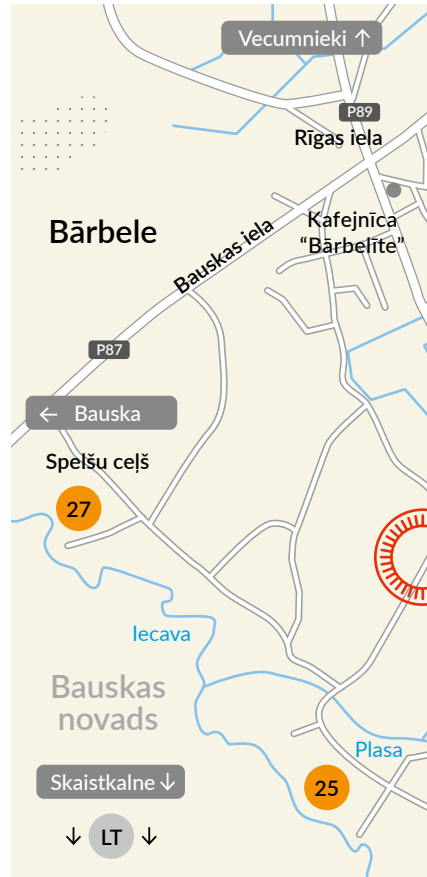 Vecumnieki ↑
P89
Rīgas iela
Kafejnīca
“Bārbelīte”
Bārbele
Bauskas iela
P87
← Bauska
Spelšu ceļš
27
Iecava
Bauskas
novads
Plasa
Skaistkalne ↓
25
↓ LT ↓